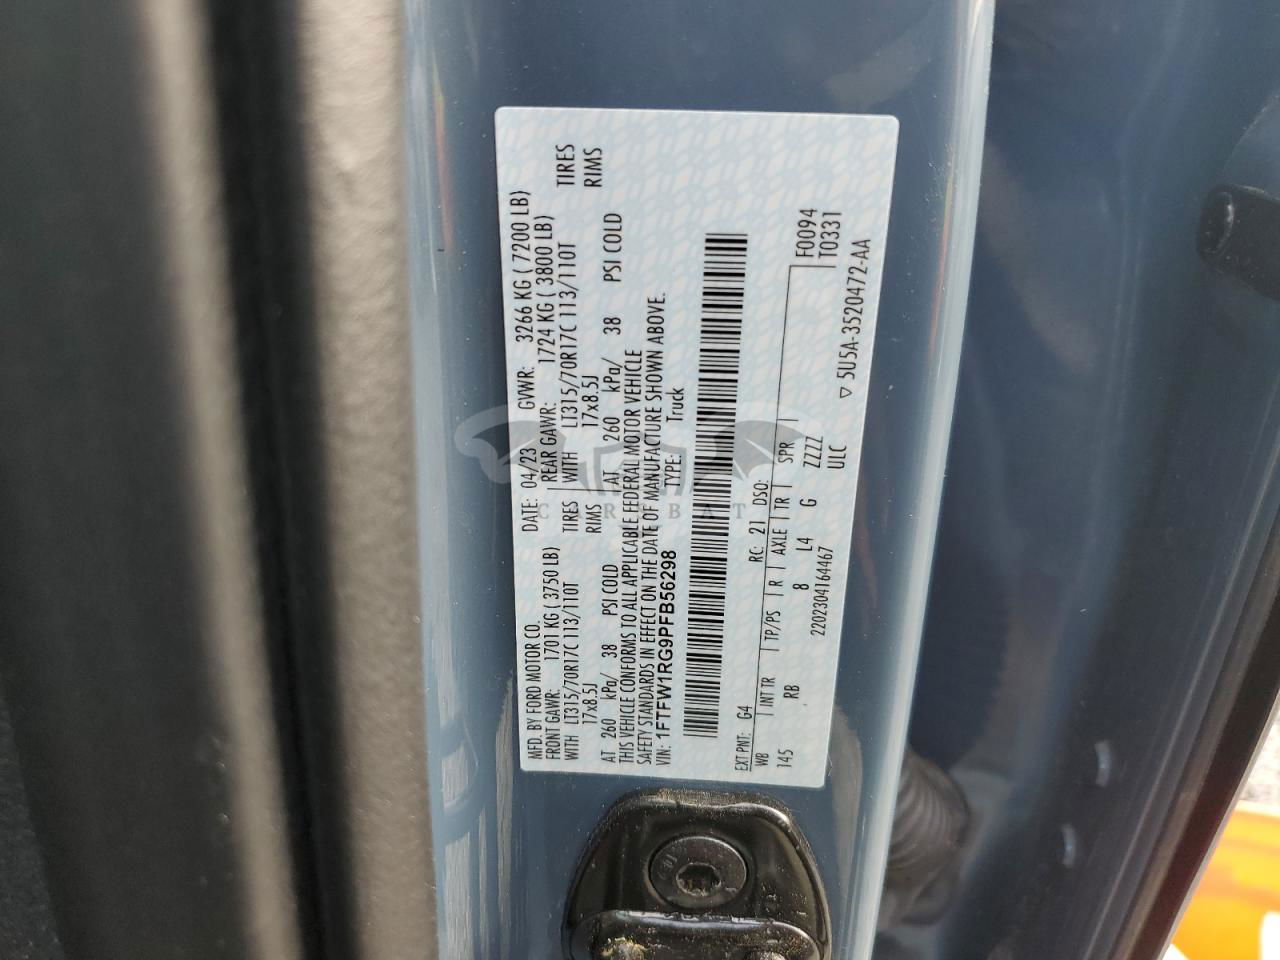 MFD. BY FORD MOTOR CO.
DATE: 04/23 GVWR: 3266 KG ( 7200 LB)
FRONT GAWR: 1701 KG ( 3750 LB)
REAR GAWR: 1724 KG ( 3800 LB)
WITH LT315/70R17C 113/110T TIRES
WITH LT315/70R17C 113/110T TIRES
17x8.5J RIMS
17x8.5J RIMS
AT 260 kPa/ 38 PSI COLD
AT 260 kPa/ 38 PSI COLD
THIS VEHICLE CONFORMS TO ALL APPLICABLE FEDERAL MOTOR VEHICLE
SAFETY STANDARDS IN EFFECT ON THE DATE OF MANUFACTURE SHOWN ABOVE.
VIN: 1FTFW1RG9PFB56298 TYPE: Truck
EXT PNT: G4 RC: 21 DSO: F0094
WB INT TR TP/PS R AXLE TR SPR T0331
145 RB 8 L4 G ZZZZ
2202304164467 ULC
▽ 5U5A-3520472-AA
CARSBAT